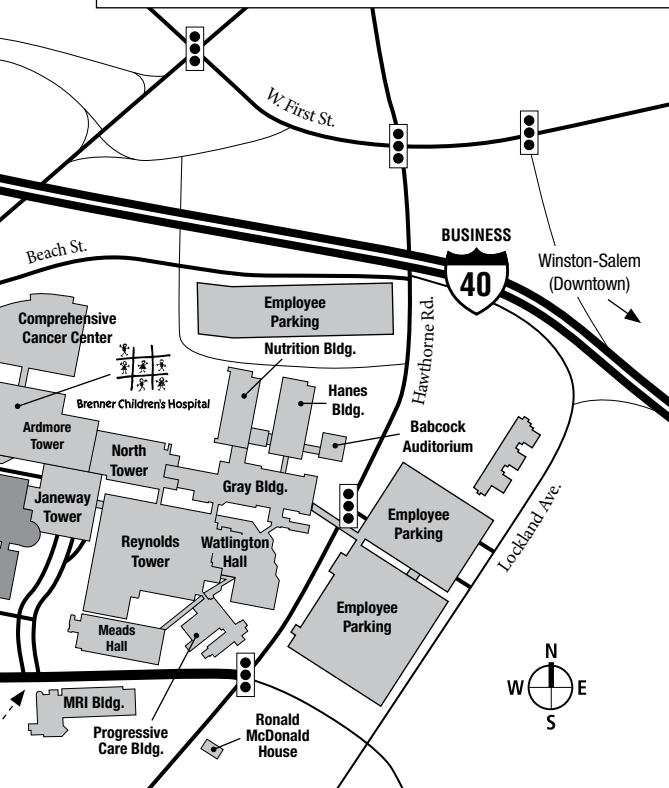 W. First St.
BUSINESS
40
Winston-Salem
(Downtown)
Beach St.
Employee
Parking
Hawthorne Rd.
Comprehensive
Cancer Center
Nutrition Bldg.
Brenner Children's Hospital
Hanes
Bldg.
Babcock
Auditorium
Ardmore
Tower
North
Tower
Gray Bldg.
Janeway
Tower
Employee
Parking
Lockland Ave.
Reynolds
Tower
Watlington
Hall
Employee
Parking
Meads
Hall
N
W
E
S
MRI Bldg.
Progressive
Care Bldg.
Ronald
McDonald
House